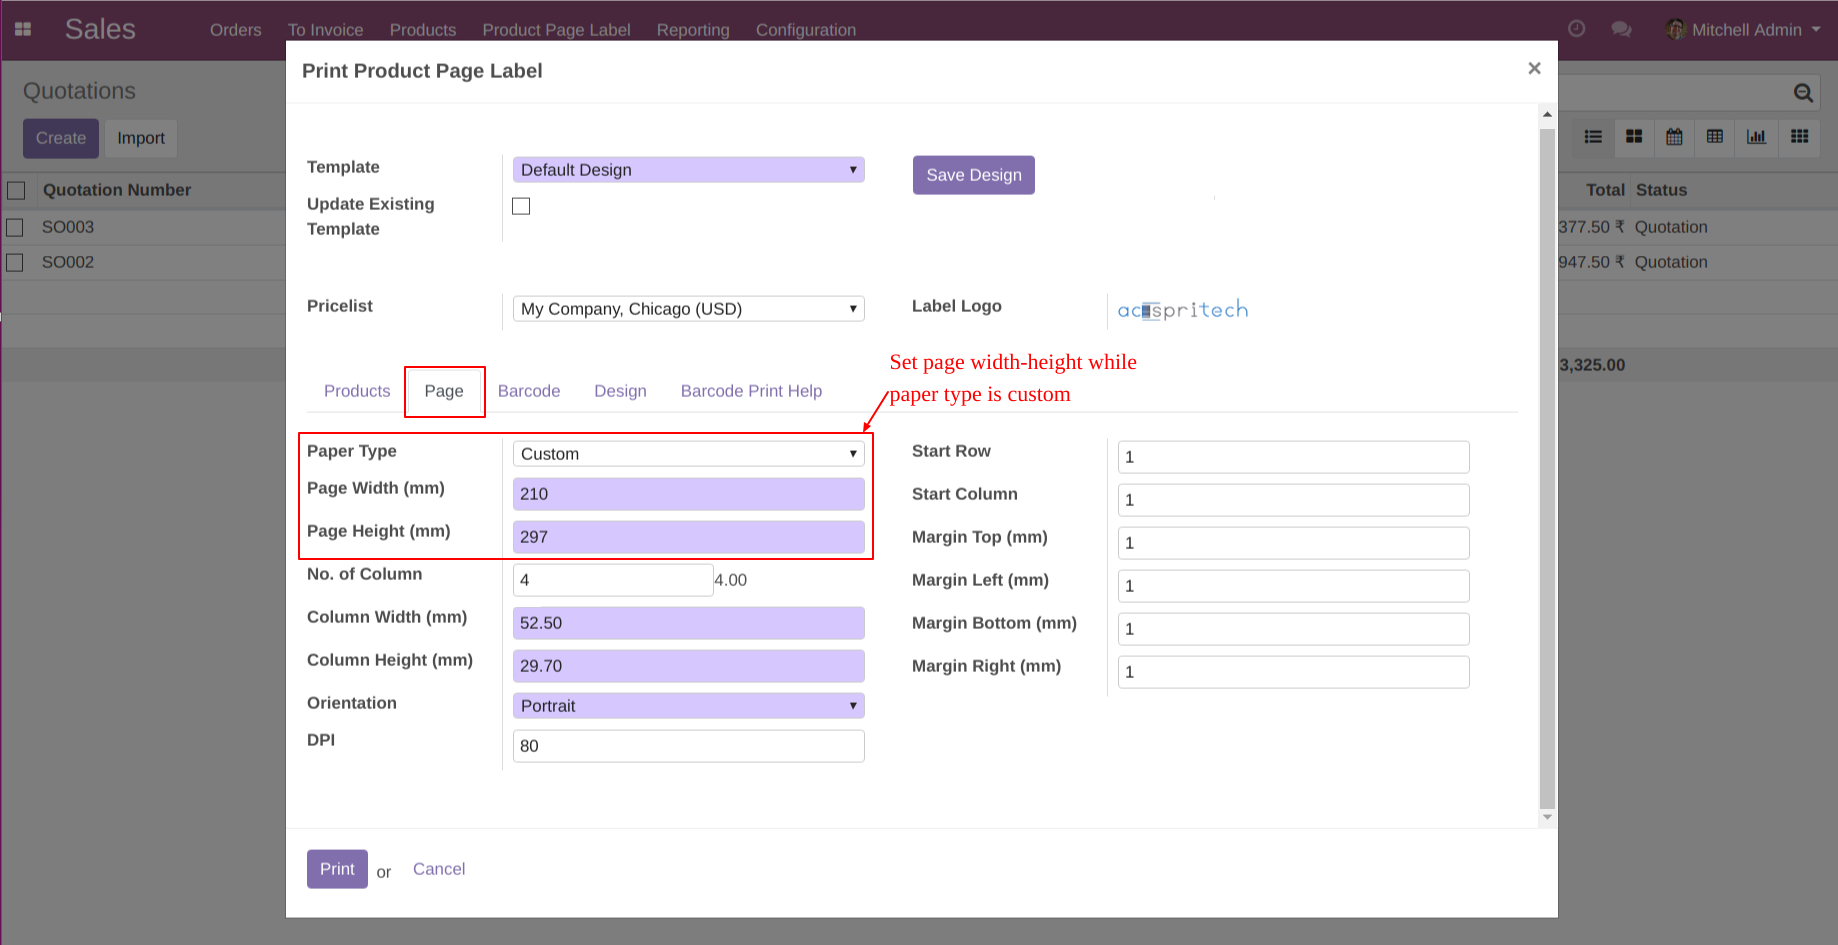 Sales Orders To Invoice Products Product Page Label Reporting Configuration Mitchell Admin
Quotations
Create Import
Quotation Number Total Status
SO003 377.50 ₹ Quotation
SO002 947.50 ₹ Quotation
3,325.00
Print Product Page Label ×
Template Default Design Save Design
Update Existing
Template
Pricelist My Company, Chicago (USD) Label Logo
Set page width-height while
paper type is custom
Products Page Barcode Design Barcode Print Help
Paper Type Custom Start Row 1
Page Width (mm) 210 Start Column 1
Page Height (mm) 297 Margin Top (mm) 1
No. of Column 4 4.00 Margin Left (mm) 1
Column Width (mm) 52.50 Margin Bottom (mm) 1
Column Height (mm) 29.70 Margin Right (mm) 1
Orientation Portrait
DPI 80
Print or Cancel